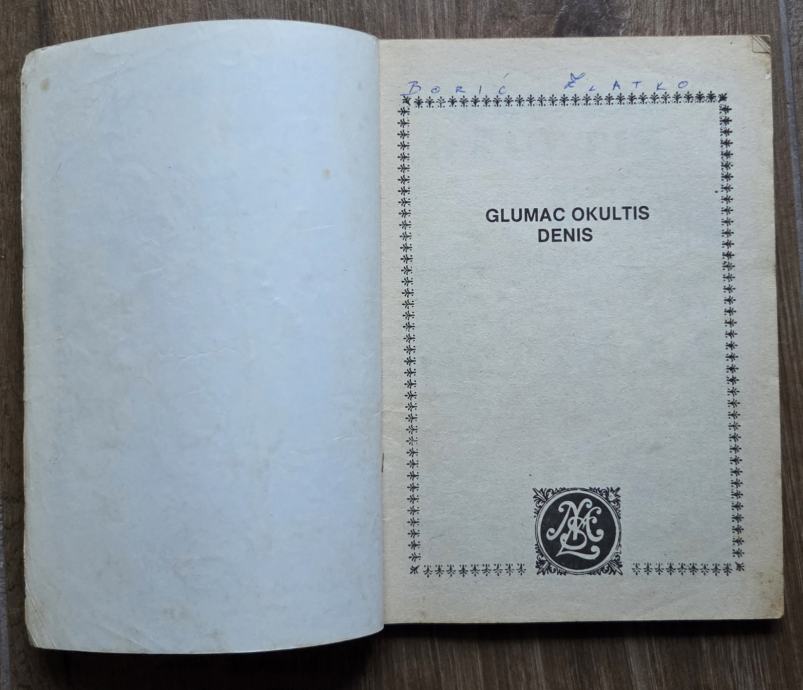 Borić Zlatko
GLUMAC OKULTIS
DENIS